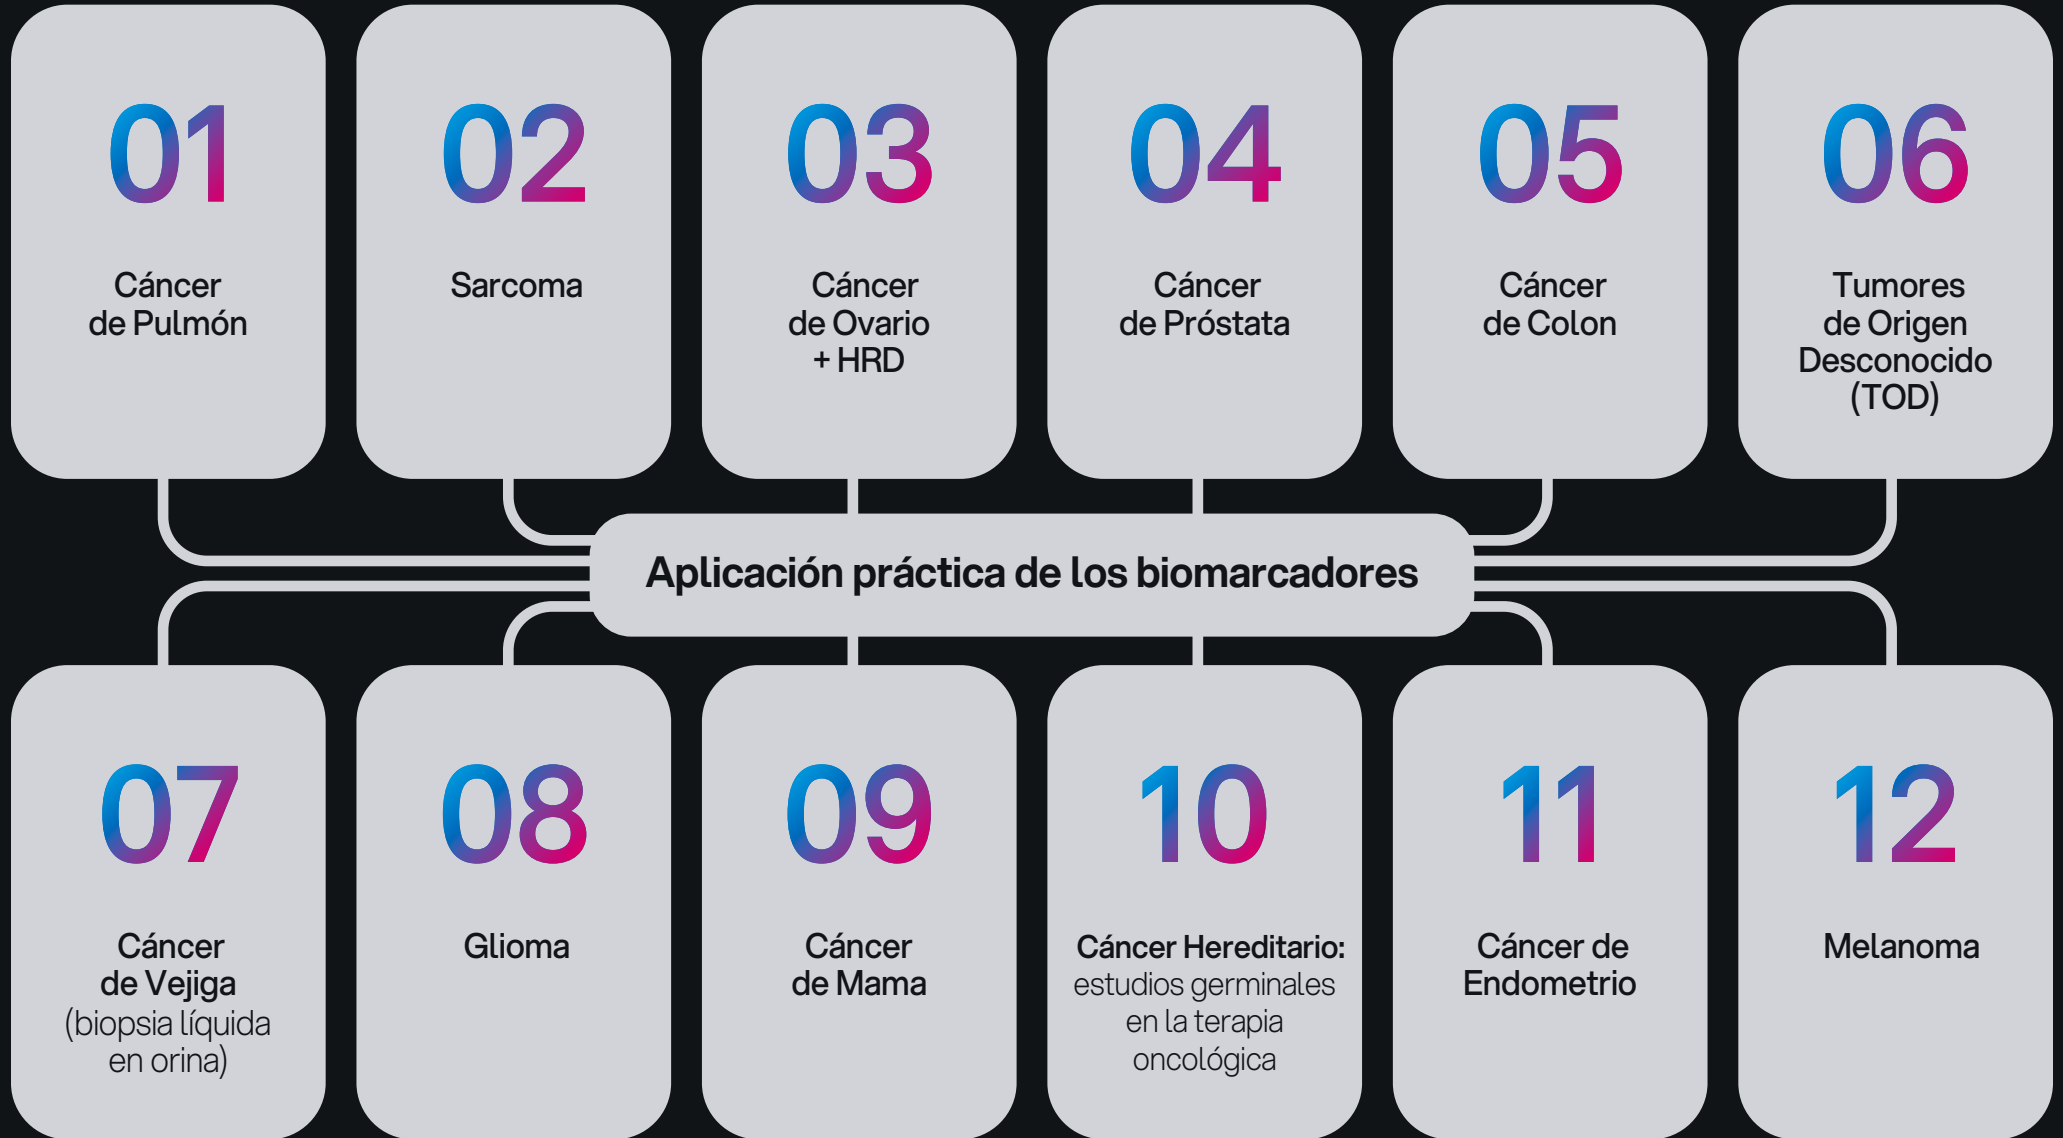 01
Cáncer
de Pulmón
02
Sarcoma
03
Cáncer
de Ovario
+ HRD
04
Cáncer
de Próstata
05
Cáncer
de Colon
06
Tumores
de Origen
Desconocido
(TOD)
Aplicación práctica de los biomarcadores
07
Cáncer
de Vejiga
(biopsia líquida
en orina)
08
Glioma
09
Cáncer
de Mama
10
Cáncer Hereditario:
estudios germinales
en la terapia
oncológica
11
Cáncer de
Endometrio
12
Melanoma